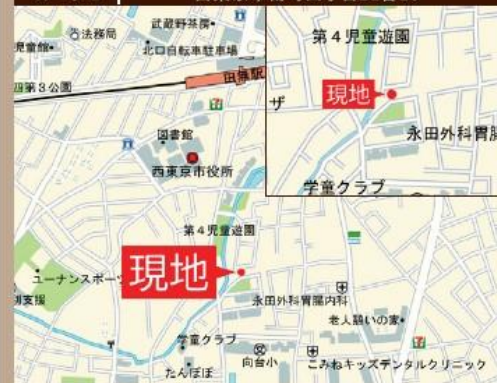 武蔵野茶房
法務局
児童館
北口自転車駐車場
第3公園
田無駅
図書館
西東京市役所
第4児童遊園
現地
ユーナンスポー
永田外科胃腸内科
老人憩いの家
学童クラブ
向台小
こみねキッズデンタルクリニック
たんぽぽ
第4児童遊園
現地
ザ
永田外科胃腸
学童クラブ